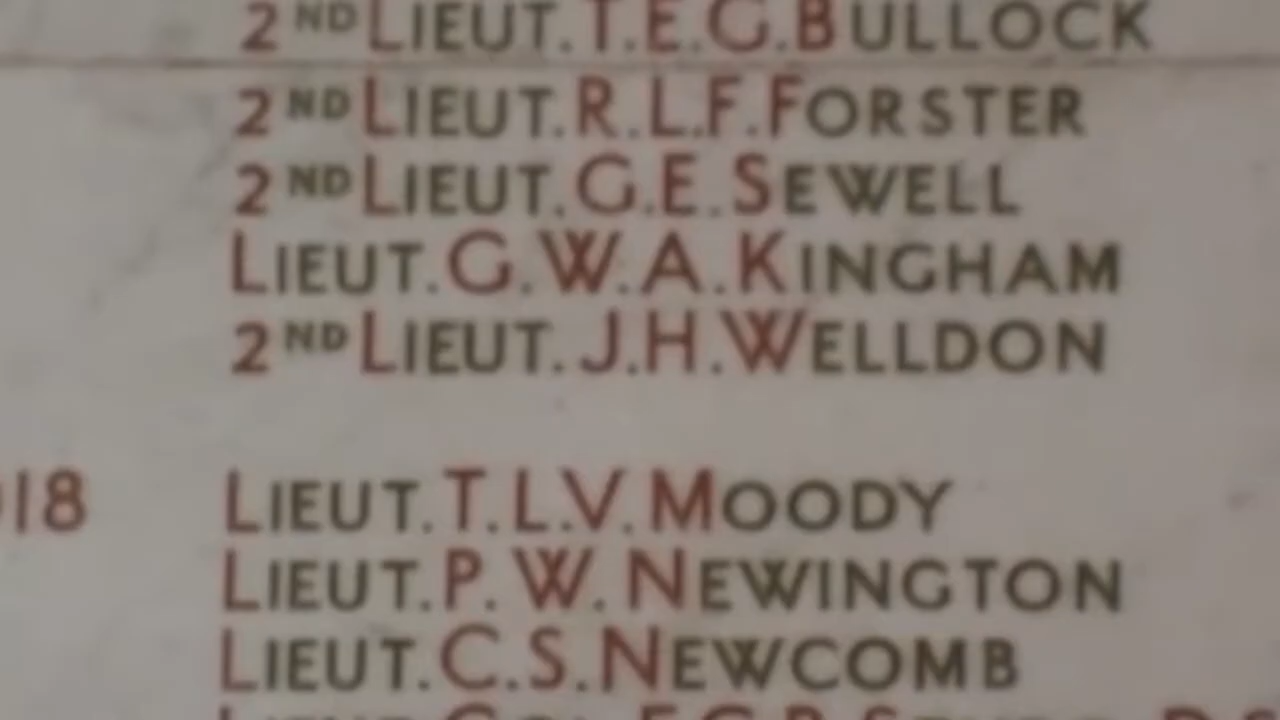 2ND LIEUT. T.E.G. BULLOCK
2ND LIEUT. R.L.F. FORSTER
2ND LIEUT. G.E. SEWELL
LIEUT. G.W.A. KINGHAM
2ND LIEUT. J.H. WELLDON
18 LIEUT. T.L.V. MOODY
LIEUT. P.W. NEWINGTON
LIEUT. C.S. NEWCOMB